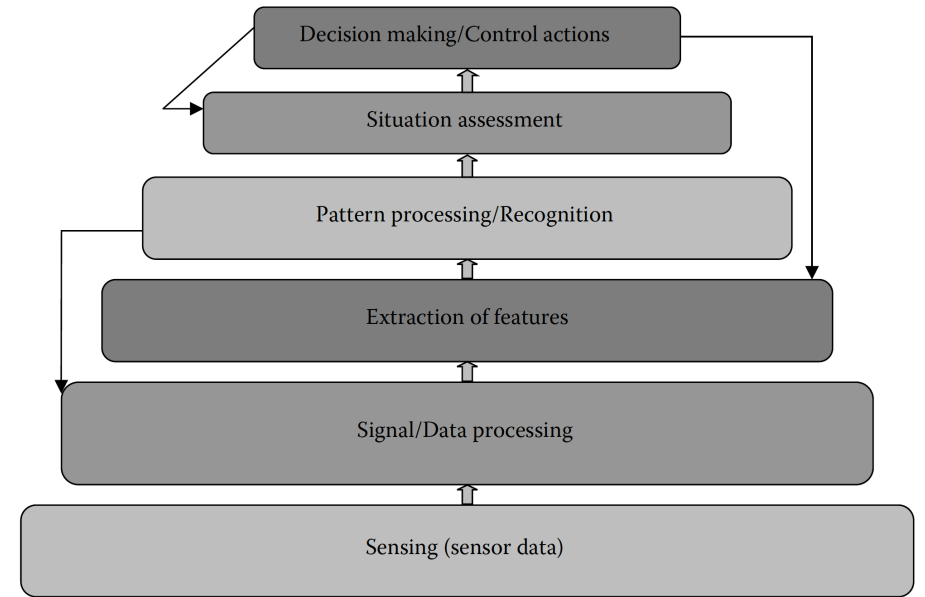 Decision making/Control actions
Situation assessment
Pattern processing/Recognition
Extraction of features
Signal/Data processing
Sensing (sensor data)